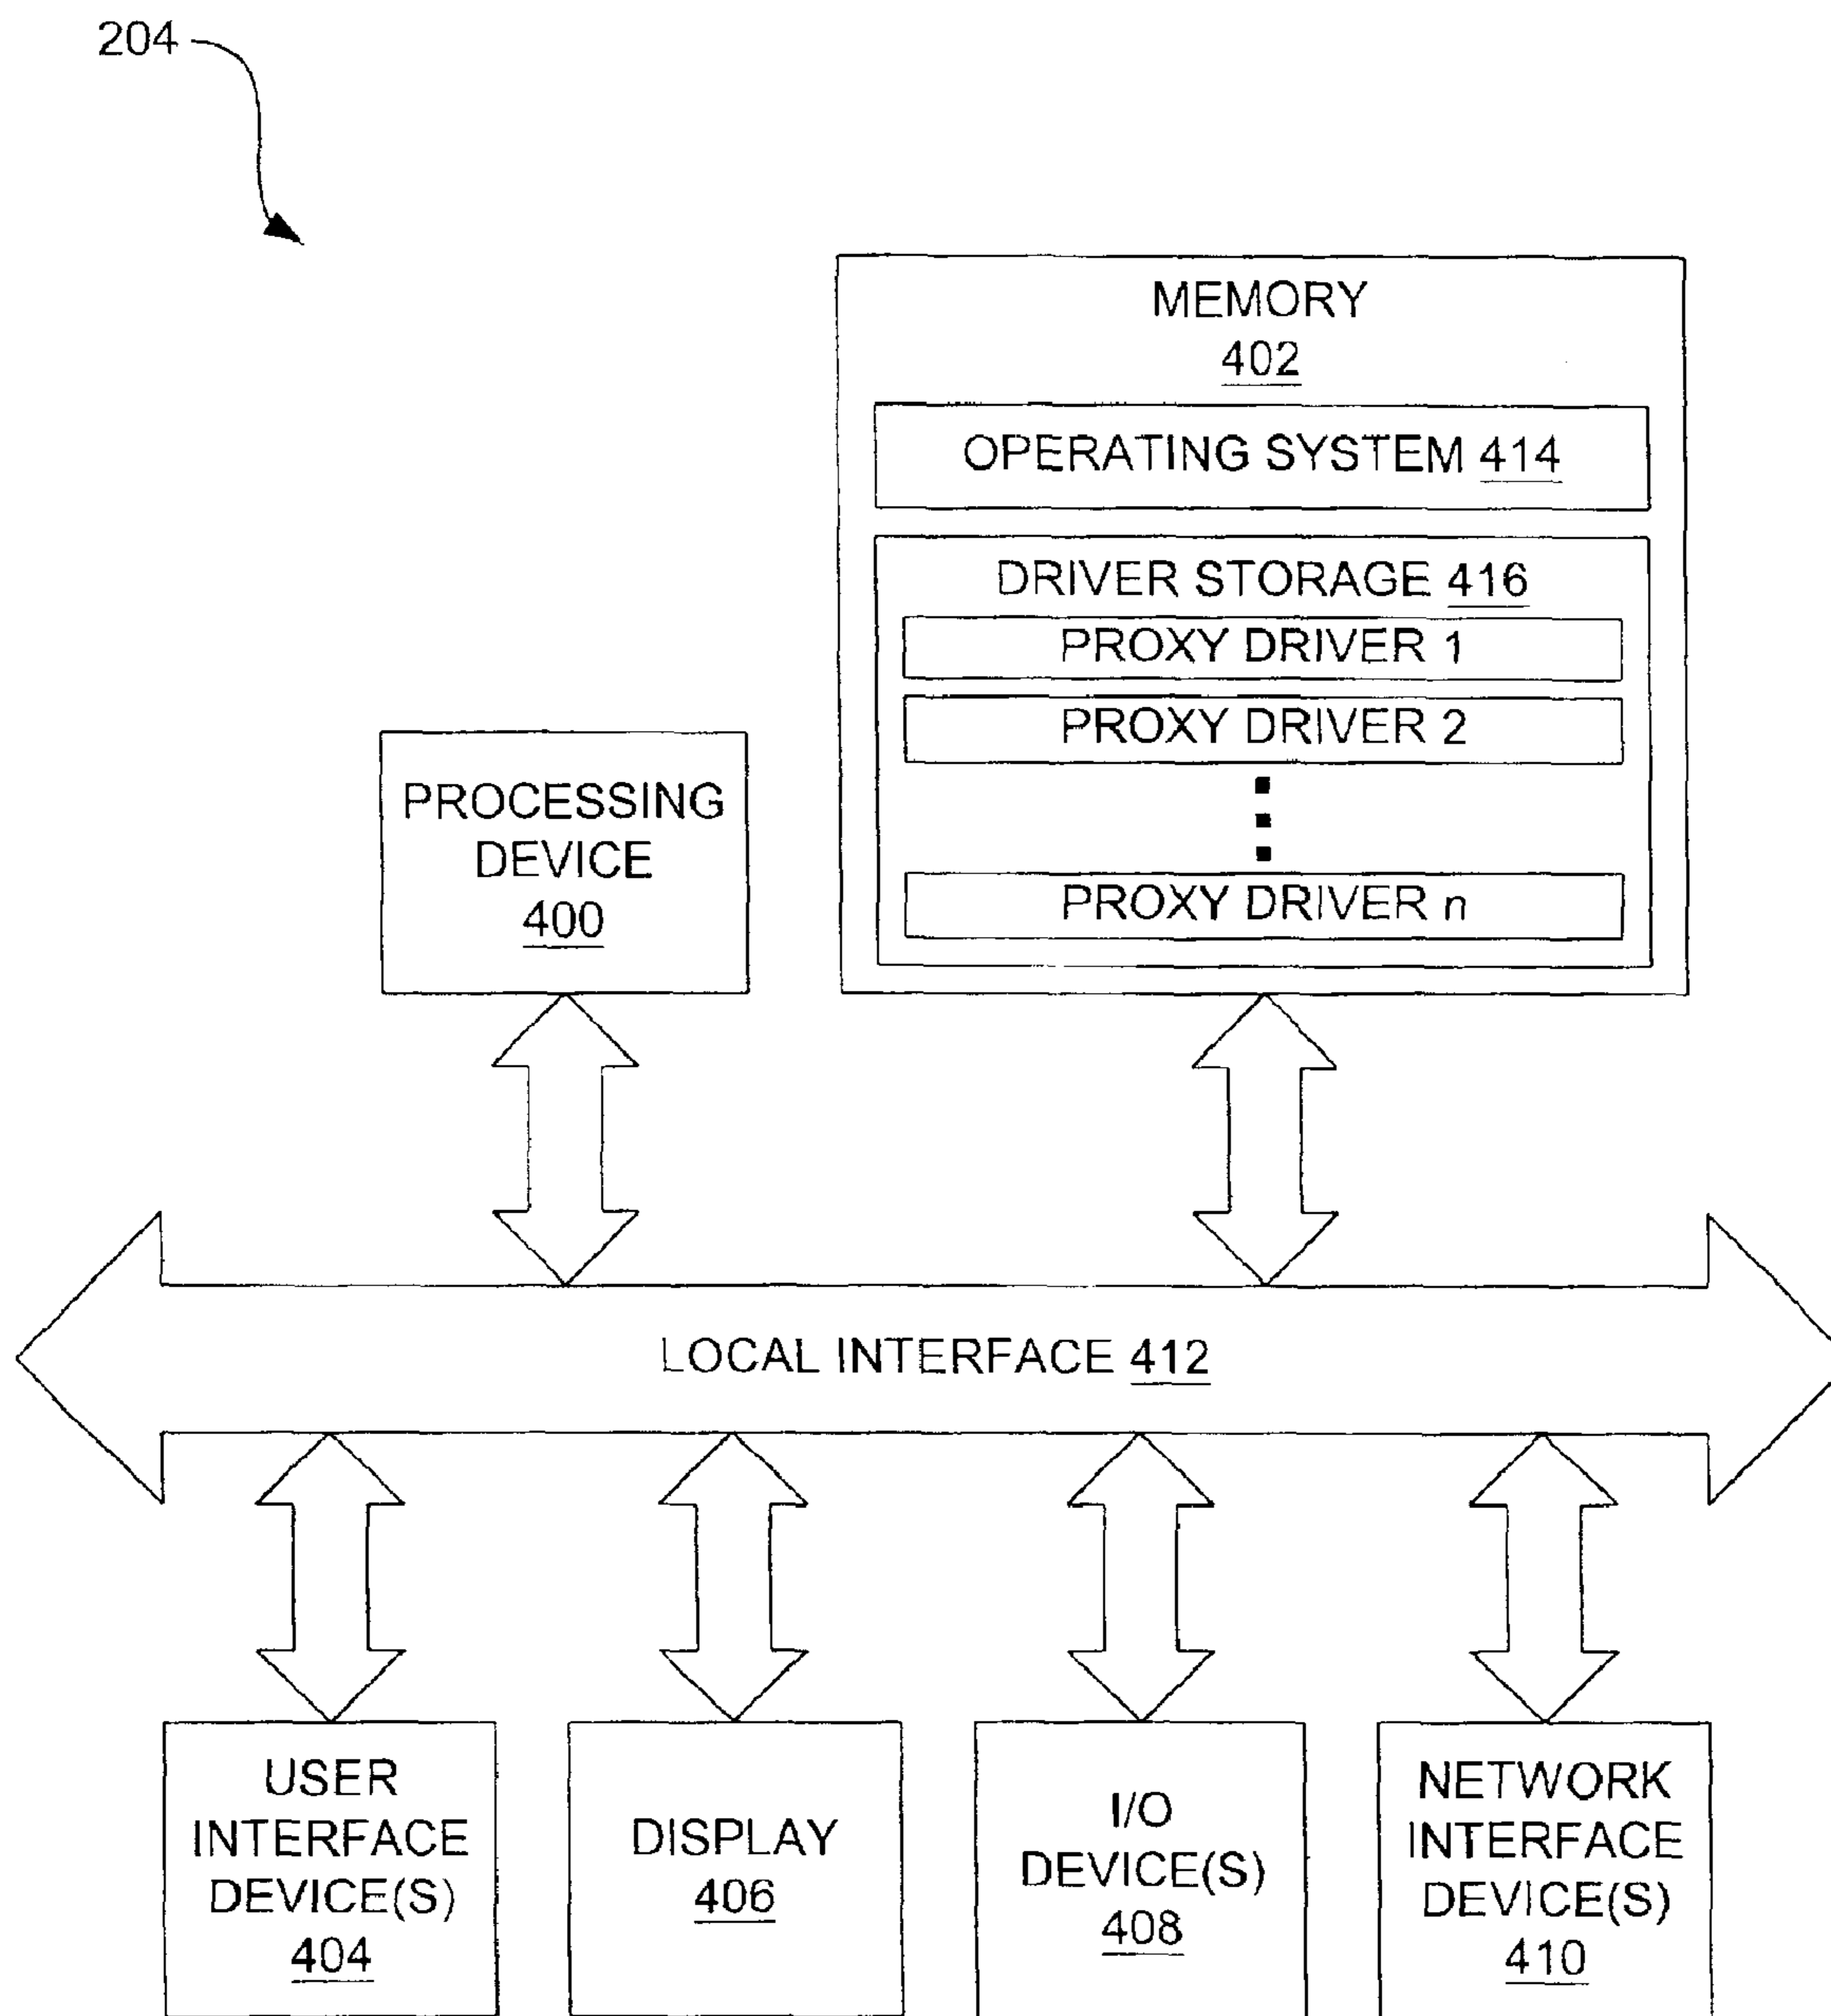 204
MEMORY
402
OPERATING SYSTEM 414
DRIVER STORAGE 416
PROXY DRIVER 1
PROXY DRIVER 2
PROXY DRIVER n
PROCESSING
DEVICE
400
LOCAL INTERFACE 412
USER
INTERFACE
DEVICE(S)
404
DISPLAY
406
I/O
DEVICE(S)
408
NETWORK
INTERFACE
DEVICE(S)
410